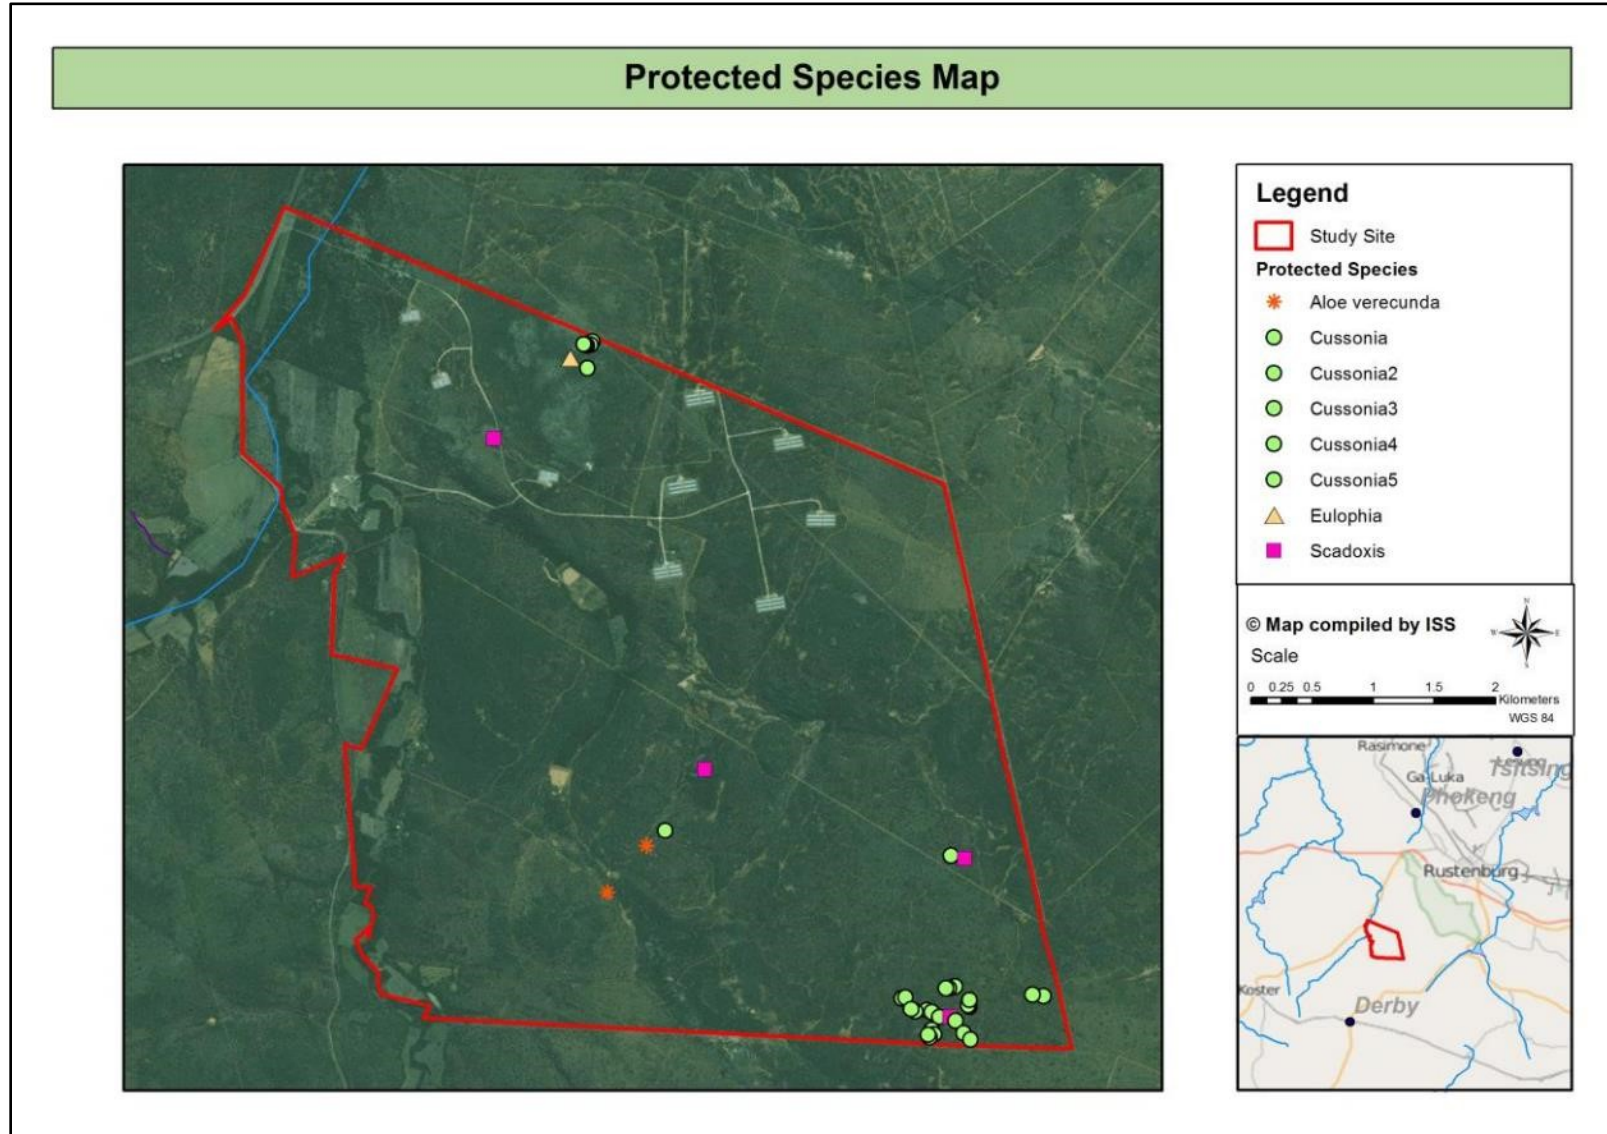 Protected Species Map
Legend
Study Site
Protected Species
Aloe verecunda
Cussonia
Cussonia2
Cussonia3
Cussonia4
Cussonia5
Eulophia
Scadoxis
© Map compiled by ISS
N
W E
S
Scale
0 0.25 0.5 1 1.5 2
Kilometers
WGS 84
Rasimone
Tsitsing
Ga-Luka
Phokeng
Rustenburg
Koster
Derby